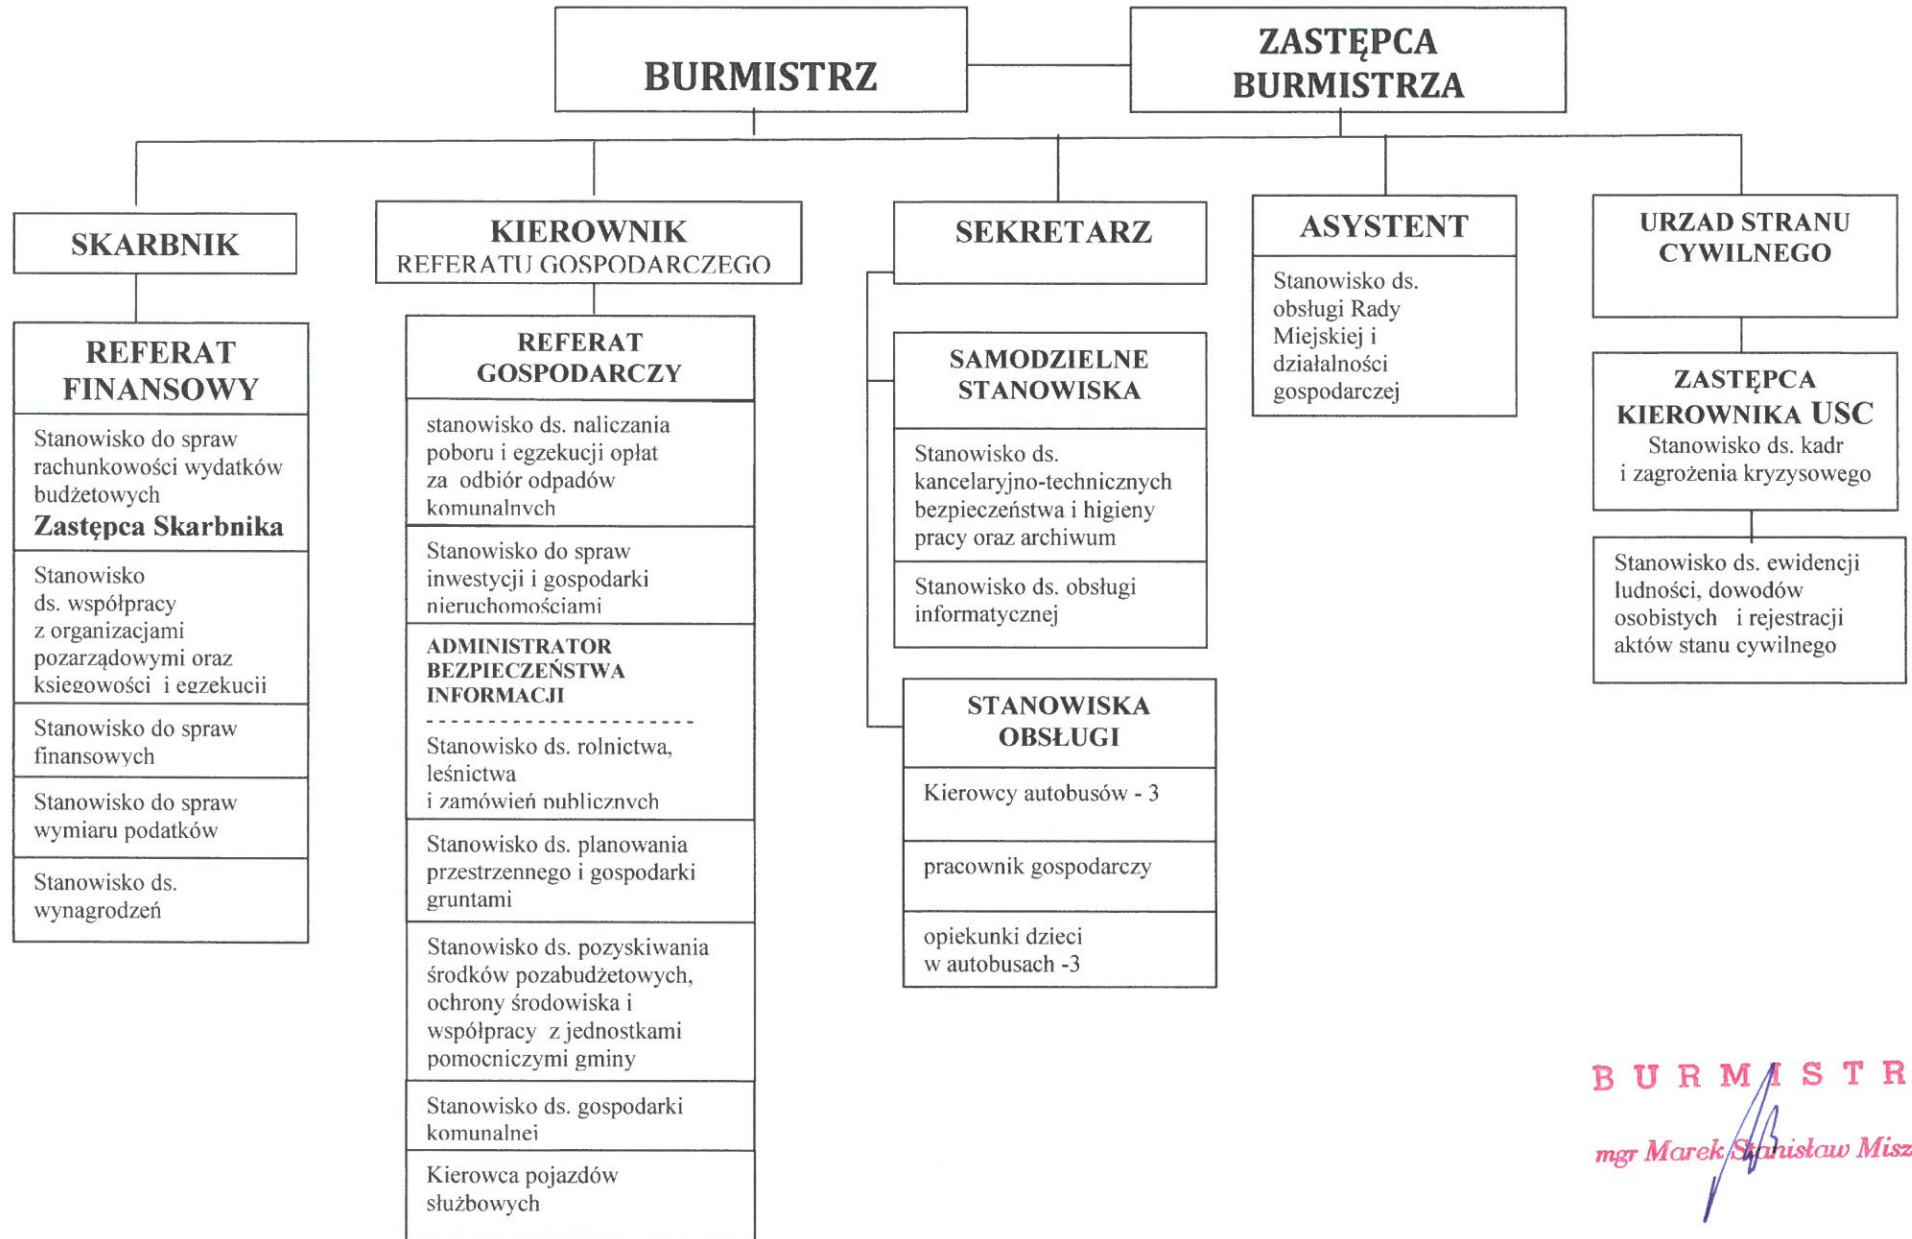 BURMISTRZ
ZASTĘPCA
BURMISTRZA
SKARBNIK
REFERAT
FINANSOWY
Stanowisko do spraw
rachunkowości wydatków
budżetowych
Zastępca Skarbnika
Stanowisko
ds. współpracy
z organizacjami
pozarządowymi oraz
księgowości i egzekucji
Stanowisko do spraw
finansowych
Stanowisko do spraw
wymiaru podatków
Stanowisko ds.
wynagrodzeń
KIEROWNIK
REFERATU GOSPODARCZEGO
REFERAT
GOSPODARCZY
stanowisko ds. naliczania
poboru i egzekucji opłat
za odbiór odpadów
komunalnych
Stanowisko do spraw
inwestycji i gospodarki
nieruchomościami
ADMINISTRATOR
BEZPIECZEŃSTWA
INFORMACJI
Stanowisko ds. rolnictwa,
leśnictwa
i zamówień publicznych
Stanowisko ds. planowania
przestrzennego i gospodarki
gruntami
Stanowisko ds. pozyskiwania
środków pozabudżetowych,
ochrony środowiska i
współpracy z jednostkami
pomocniczymi gminy
Stanowisko ds. gospodarki
komunalnej
Kierowca pojazdów
służbowych
SEKRETARZ
SAMODZIELNE
STANOWISKA
Stanowisko ds.
kancelaryjno-technicznych
bezpieczeństwa i higieny
pracy oraz archiwum
Stanowisko ds. obsługi
informatycznej
STANOWISKA
OBSŁUGI
Kierowcy autobusów - 3
pracownik gospodarczy
opiekunki dzieci
w autobusach -3
ASYSTENT
Stanowisko ds.
obsługi Rady
Miejskiej i
działalności
gospodarczej
URZAD STRANU
CYWILNEGO
ZASTĘPCA
KIEROWNIKA USC
Stanowisko ds. kadr
i zagrożenia kryzysowego
Stanowisko ds. ewidencji
ludności, dowodów
osobistych i rejestracji
aktów stanu cywilnego
BURMISTR
mgr Marek Stanisław Misz